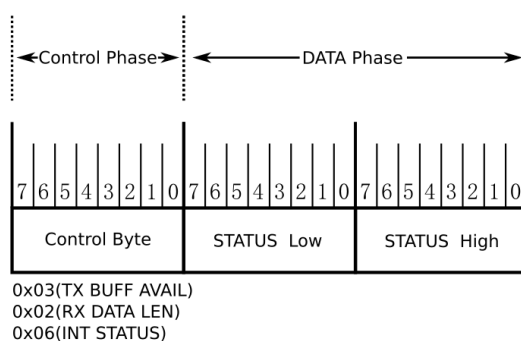 Control Phase DATA Phase
7 6 5 4 3 2 1 0 7 6 5 4 3 2 1 0 7 6 5 4 3 2 1 0
Control Byte STATUS Low STATUS High
0x03(TX BUFF AVAIL)
0x02(RX DATA LEN)
0x06(INT STATUS)